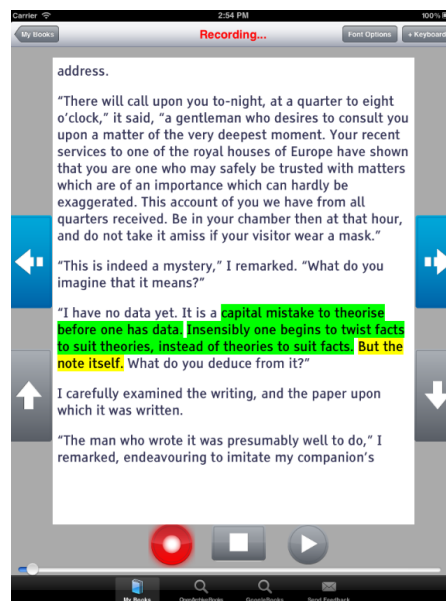 Carrier 2:54 PM 100%
My Books Recording... Font Options + Keyboard
address.
“There will call upon you to-night, at a quarter to eight
o’clock,” it said, “a gentleman who desires to consult you
upon a matter of the very deepest moment. Your recent
services to one of the royal houses of Europe have shown
that you are one who may safely be trusted with matters
which are of an importance which can hardly be
exaggerated. This account of you we have from all
quarters received. Be in your chamber then at that hour,
and do not take it amiss if your visitor wear a mask.”
“This is indeed a mystery,” I remarked. “What do you
imagine that it means?”
“I have no data yet. It is a capital mistake to theorise
before one has data. Insensibly one begins to twist facts
to suit theories, instead of theories to suit facts. But the
note itself. What do you deduce from it?”
I carefully examined the writing, and the paper upon
which it was written.
“The man who wrote it was presumably well to do,” I
remarked, endeavouring to imitate my companion’s
My Books GoogleBooks Send Feedback